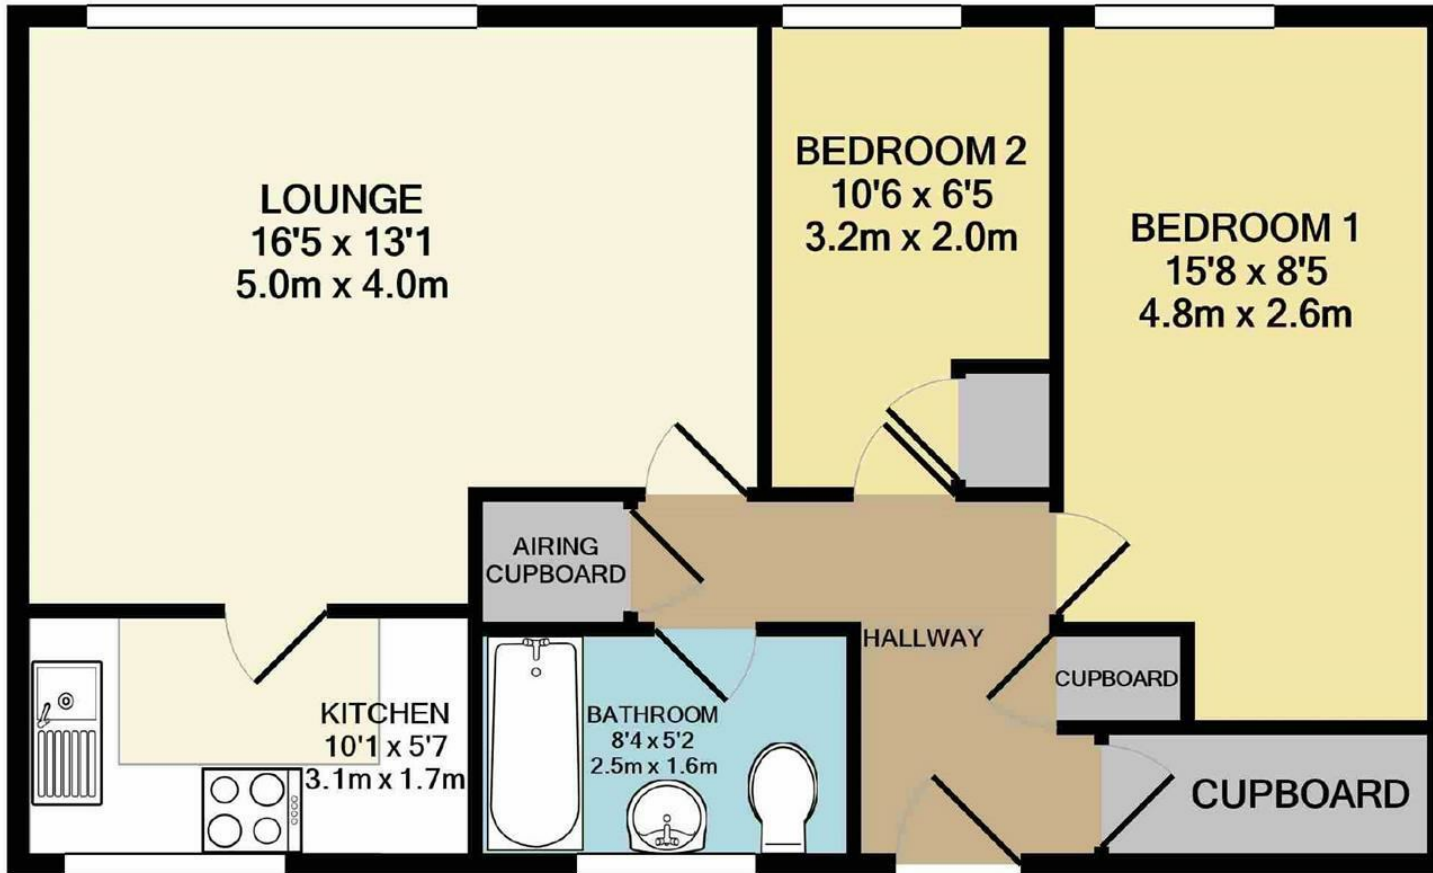 LOUNGE
16'5 x 13'1
5.0m x 4.0m
BEDROOM 2
10'6 x 6'5
3.2m x 2.0m
BEDROOM 1
15'8 x 8'5
4.8m x 2.6m
AIRING
CUPBOARD
HALLWAY
CUPBOARD
KITCHEN
10'1 x 5'7
3.1m x 1.7m
BATHROOM
8'4 x 5'2
2.5m x 1.6m
CUPBOARD